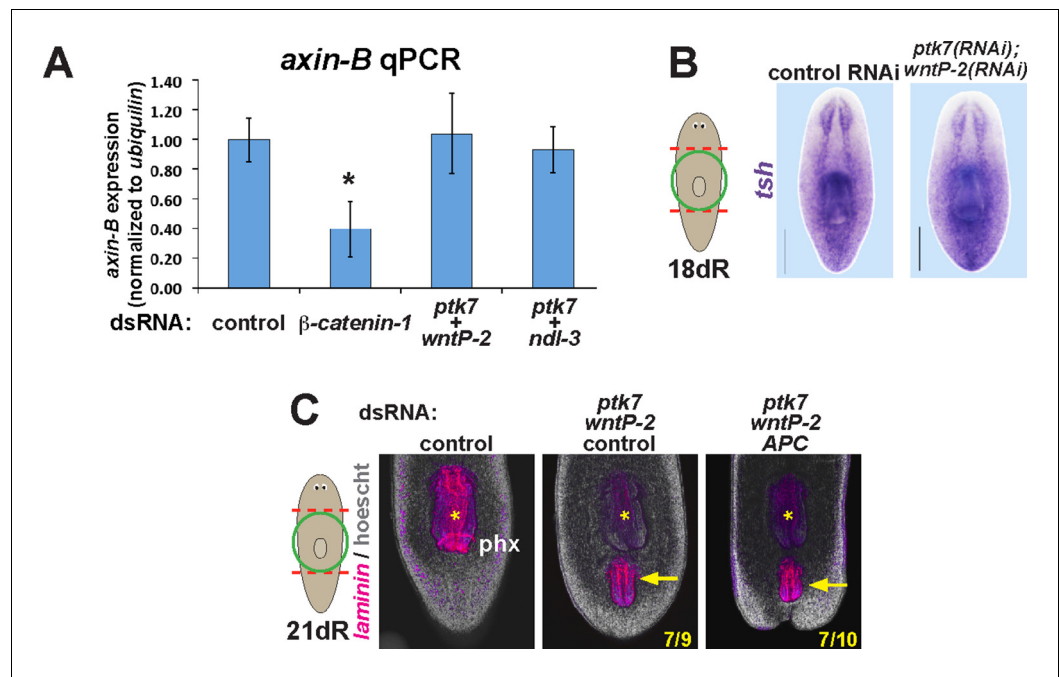 A
axin-B qPCR
axin-B expression
(normalized to ubiquilin)
1.40
1.20
1.00
0.80
0.60
0.40
0.20
0.00
*
dsRNA:
control
β-catenin-1
ptk7
+
wntP-2
ptk7
+
ndl-3
B
control RNAi
ptk7(RNAi);
wntP-2(RNAi)
tsh
18dR
C
dsRNA:
control
ptk7
wntP-2
control
ptk7
wntP-2
APC
laminin / hoescht
21dR
*
phx
*
7/9
*
7/10